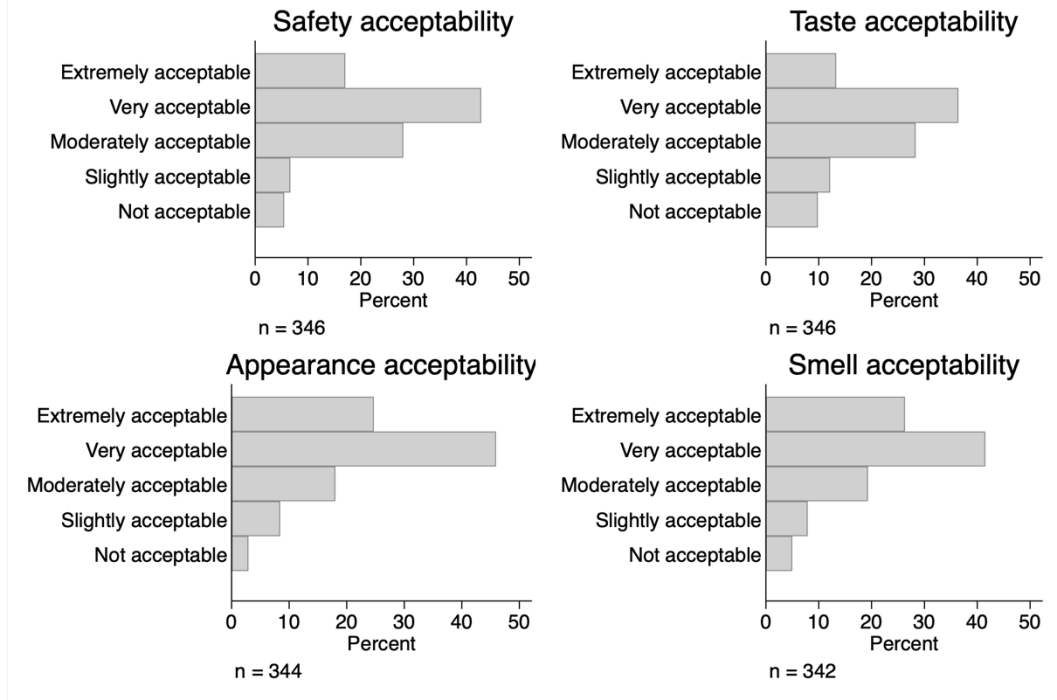 Safety acceptability
Extremely acceptable
Very acceptable
Moderately acceptable
Slightly acceptable
Not acceptable
0 10 20 30 40 50
Percent
n = 346
Taste acceptability
Extremely acceptable
Very acceptable
Moderately acceptable
Slightly acceptable
Not acceptable
0 10 20 30 40 50
Percent
n = 346
Appearance acceptability
Extremely acceptable
Very acceptable
Moderately acceptable
Slightly acceptable
Not acceptable
0 10 20 30 40 50
Percent
n = 344
Smell acceptability
Extremely acceptable
Very acceptable
Moderately acceptable
Slightly acceptable
Not acceptable
0 10 20 30 40 50
Percent
n = 342